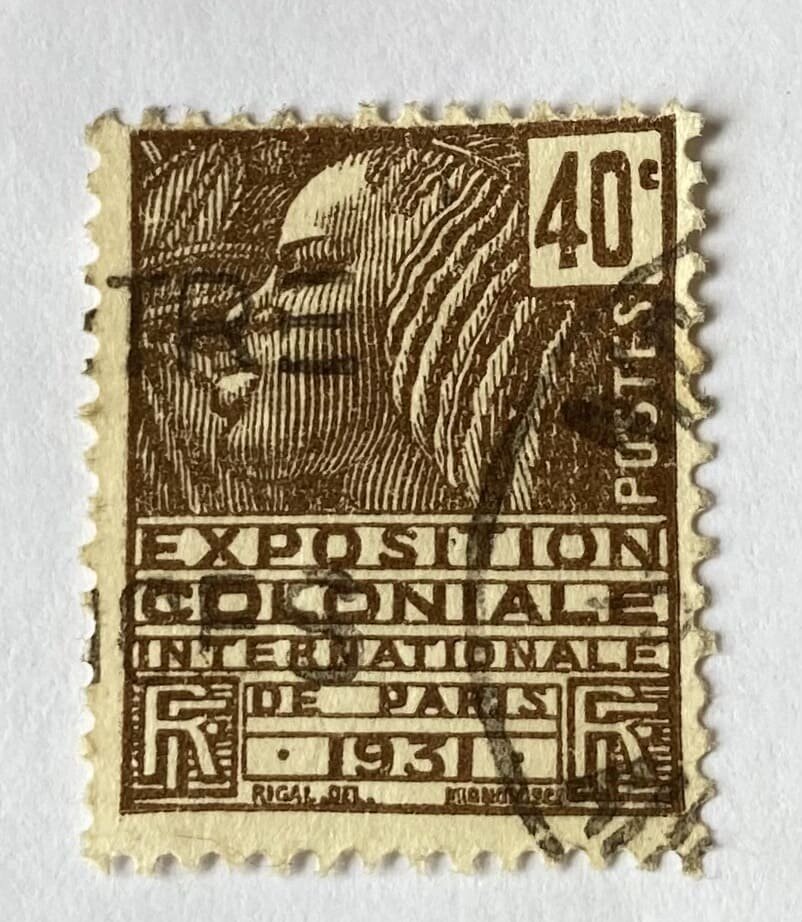 40c
POSTES
EXPOSITION
COLONIALE
INTERNATIONALE
RF DE PARIS RF
· 1931 ·
RIGAL DEL.